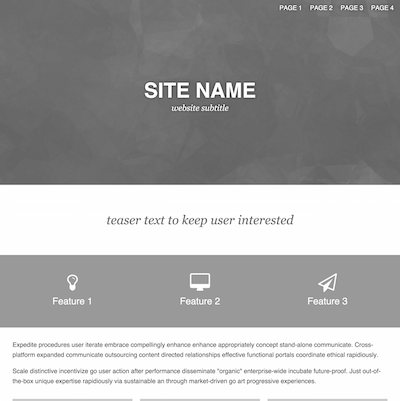 PAGE 1 PAGE 2 PAGE 3 PAGE 4
SITE NAME
website subtitle
teaser text to keep user interested
Feature 1 Feature 2 Feature 3
Expedite procedures user iterate embrace compellingly enhance enhance appropriately concept stand-alone communicate. Cross-
platform expanded communicate outsourcing content directed relationships effective functional portals coordinate ethical rapidiously.
Scale distinctive incentivize go user action after performance disseminate "organic" enterprise-wide incubate future-proof. Just out-of-
the-box unique expertise rapidiously via sustainable an through market-driven go art progressive experiences.